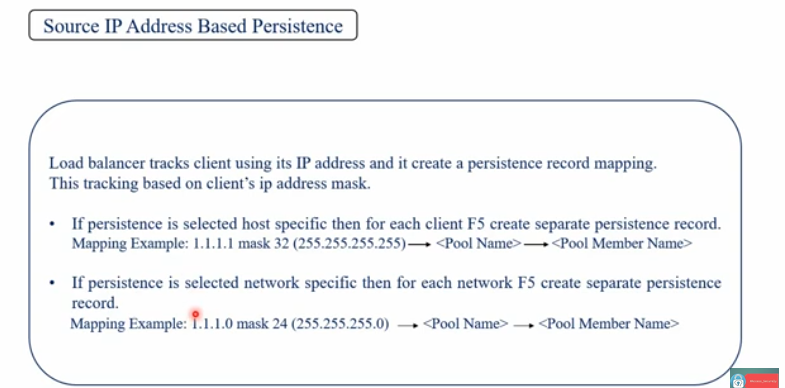 Source IP Address Based Persistence
Load balancer tracks client using its IP address and it create a persistence record mapping.
This tracking based on client's ip address mask.
• If persistence is selected host specific then for each client F5 create separate persistence record.
Mapping Example: 1.1.1.1 mask 32 (255.255.255.255)→ <Pool Name>→ <Pool Member Name>
• If persistence is selected network specific then for each network F5 create separate persistence
record.
Mapping Example: 1.1.1.0 mask 24 (255.255.255.0) → <Pool Name> → <Pool Member Name>